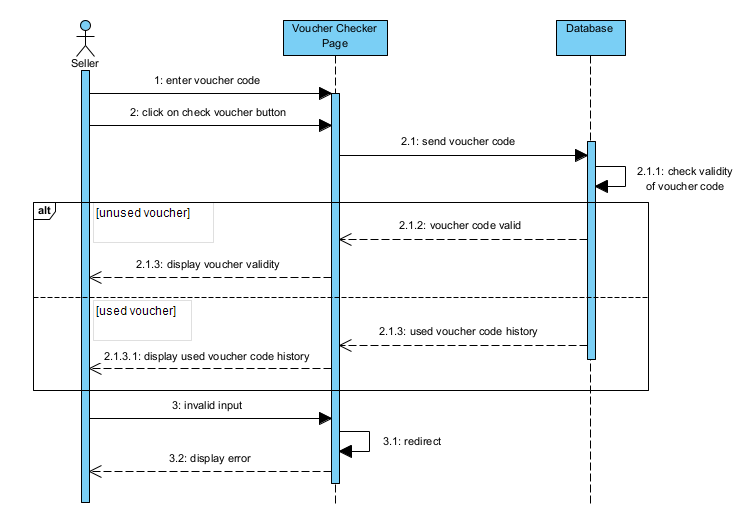 Seller
Voucher Checker
Page
Database
1: enter voucher code
2: click on check voucher button
2.1: send voucher code
2.1.1: check validity
of voucher code
alt
[unused voucher]
2.1.2: voucher code valid
2.1.3: display voucher validity
[used voucher]
2.1.3: used voucher code history
2.1.3.1: display used voucher code history
3: invalid input
3.1: redirect
3.2: display error